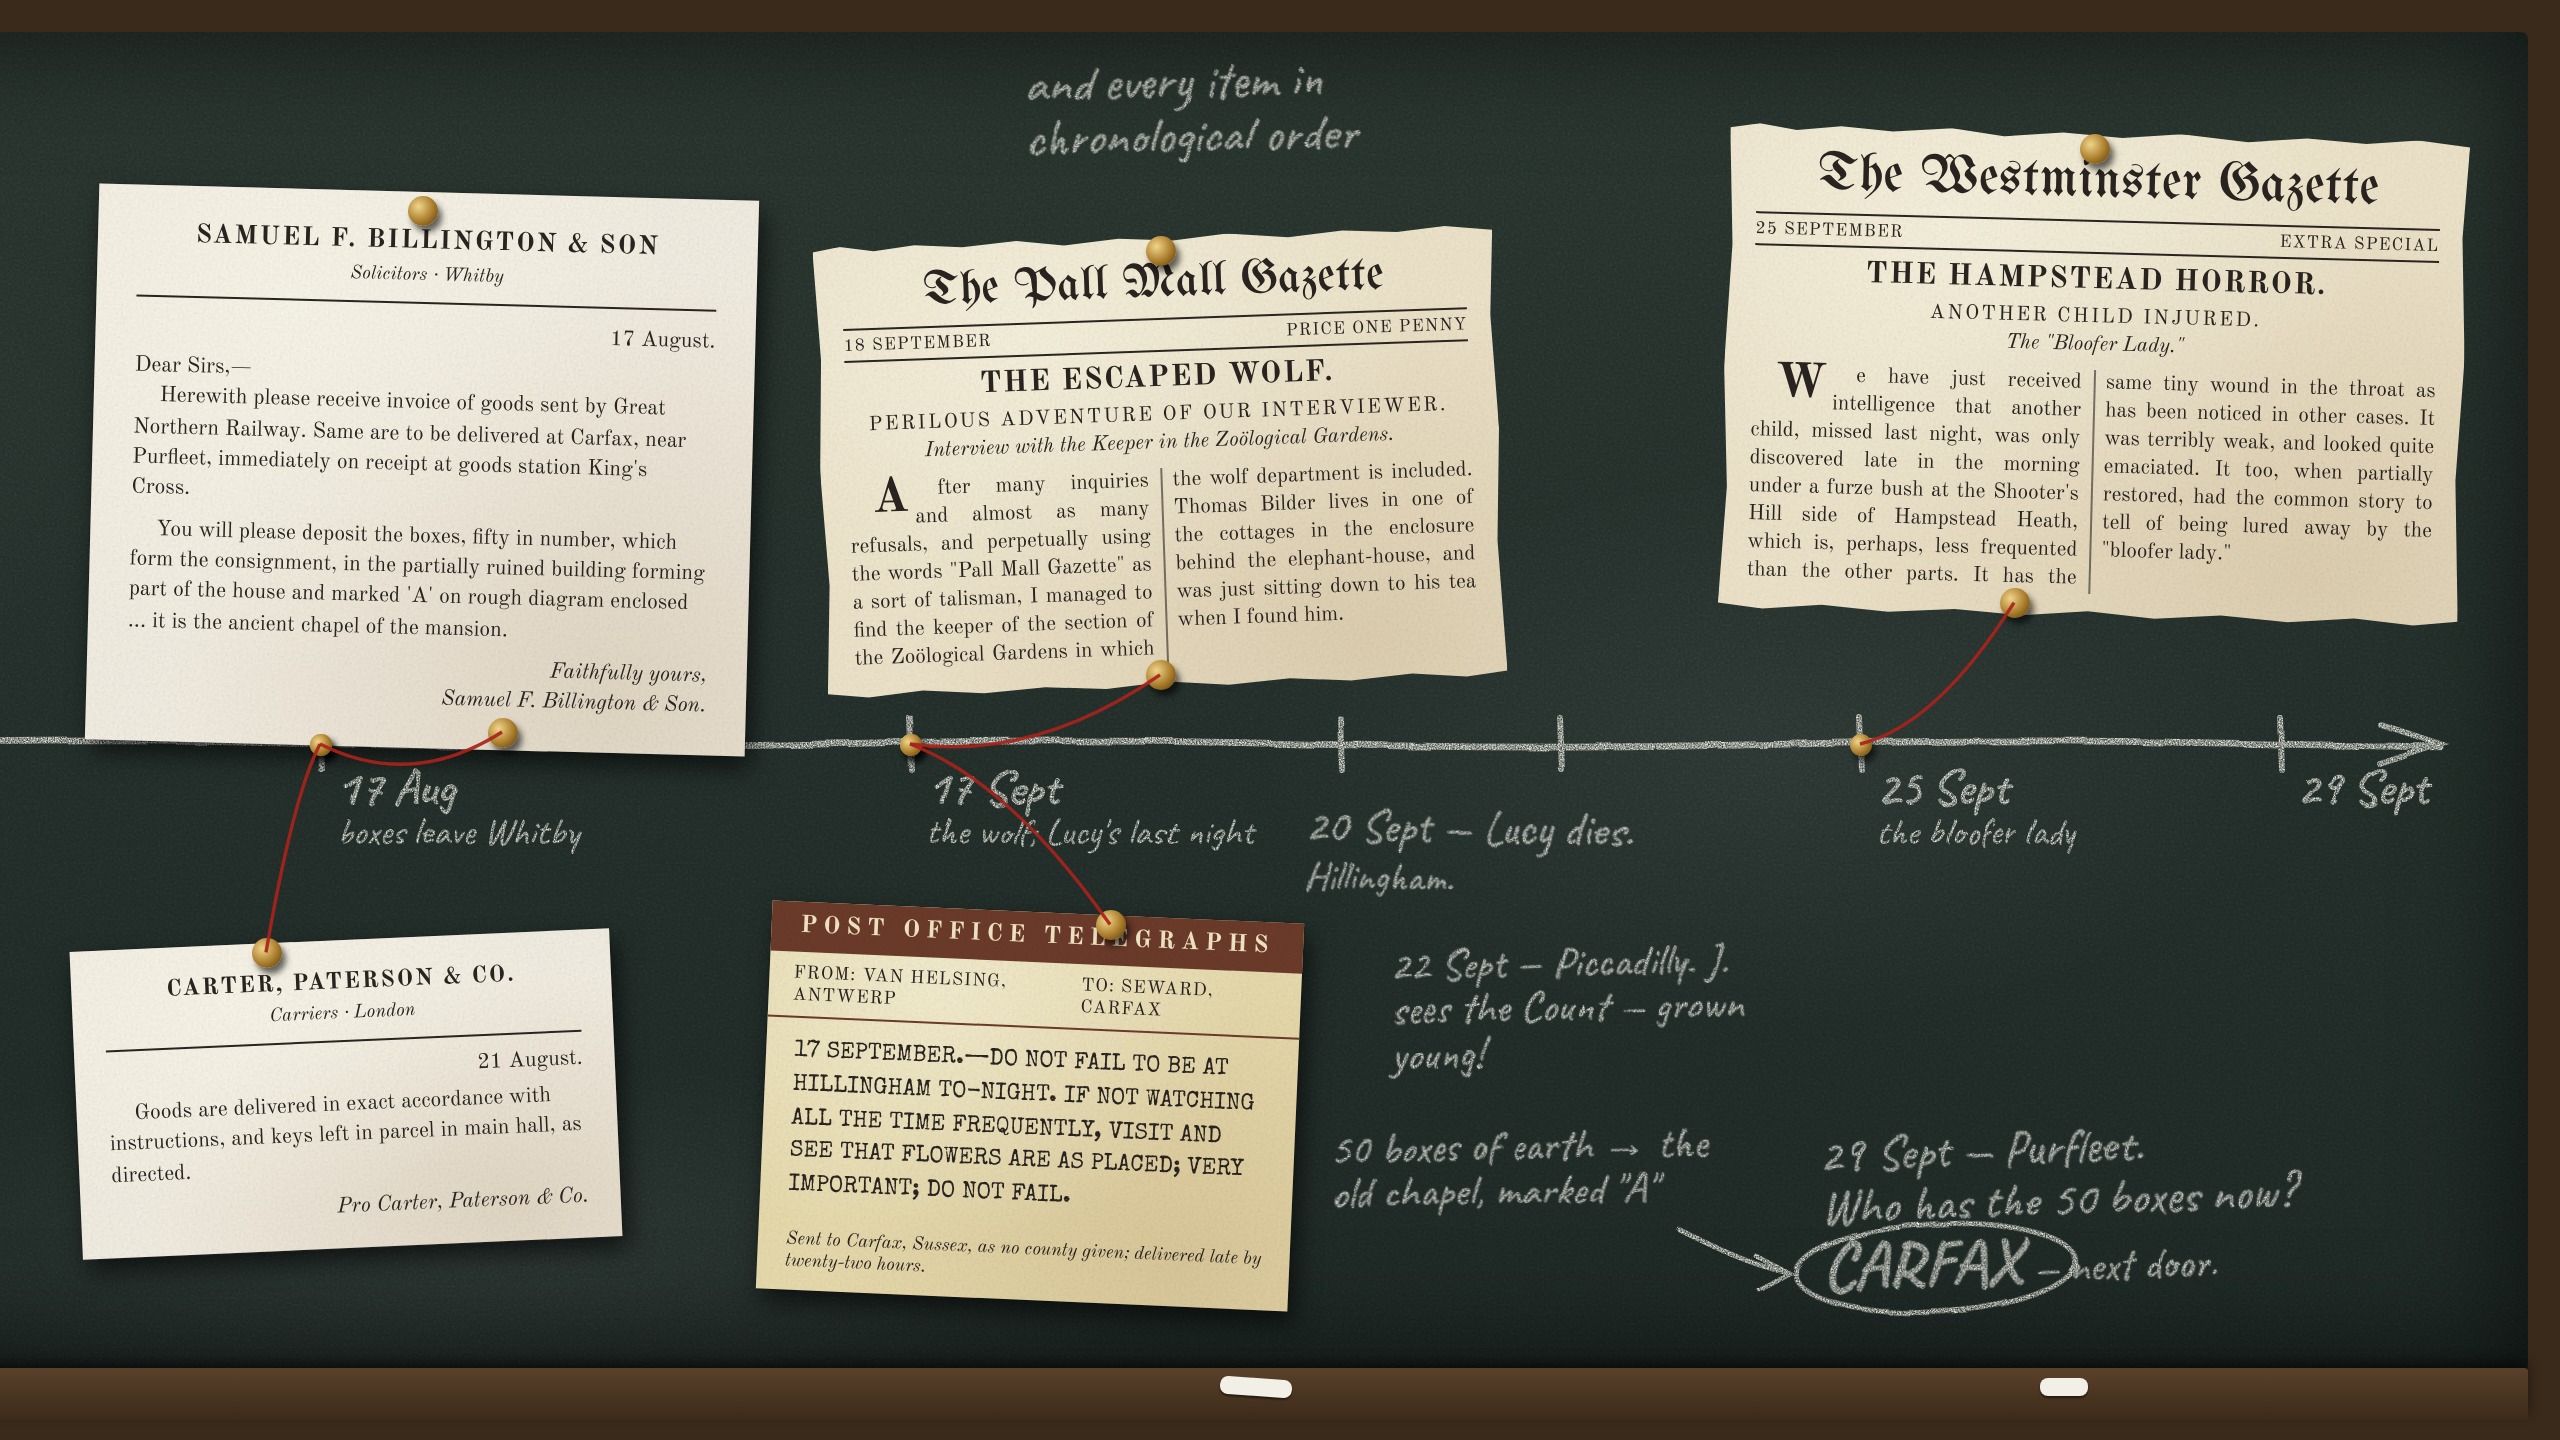 and every item in
chronological order
SAMUEL F. BILLINGTON & SON
Solicitors · Whitby
17 August.
Dear Sirs,—
Herewith please receive invoice of goods sent by Great
Northern Railway. Same are to be delivered at Carfax, near
Purfleet, immediately on receipt at goods station King's
Cross.
You will please deposit the boxes, fifty in number, which
form the consignment, in the partially ruined building forming
part of the house and marked 'A' on rough diagram enclosed
... it is the ancient chapel of the mansion.
Faithfully yours,
Samuel F. Billington & Son.
The Pall Mall Gazette
18 SEPTEMBER
PRICE ONE PENNY
THE ESCAPED WOLF.
PERILOUS ADVENTURE OF OUR INTERVIEWER.
Interview with the Keeper in the Zoölogical Gardens.
After many inquiries
and almost as many
refusals, and perpetually using
the words "Pall Mall Gazette" as
a sort of talisman, I managed to
find the keeper of the section of
the Zoölogical Gardens in which
the wolf department is included.
Thomas Bilder lives in one of
the cottages in the enclosure
behind the elephant-house, and
was just sitting down to his tea
when I found him.
The Westminster Gazette
25 SEPTEMBER
EXTRA SPECIAL
THE HAMPSTEAD HORROR.
ANOTHER CHILD INJURED.
The "Bloofer Lady."
We have just received
intelligence that another
child, missed last night, was only
discovered late in the morning
under a furze bush at the Shooter's
Hill side of Hampstead Heath,
which is, perhaps, less frequented
than the other parts. It has the
same tiny wound in the throat as
has been noticed in other cases. It
was terribly weak, and looked quite
emaciated. It too, when partially
restored, had the common story to
tell of being lured away by the
"bloofer lady."
17 Aug
boxes leave Whitby
17 Sept
the wolf; Lucy's last night
20 Sept — Lucy dies.
Hillingham.
25 Sept
the bloofer lady
29 Sept
CARTER, PATERSON & CO.
Carriers · London
21 August.
Goods are delivered in exact accordance with
instructions, and keys left in parcel in main hall, as
directed.
Pro Carter, Paterson & Co.
POST OFFICE TELEGRAPHS
FROM: VAN HELSING,
ANTWERP
TO: SEWARD,
CARFAX
17 SEPTEMBER.—DO NOT FAIL TO BE AT
HILLINGHAM TO-NIGHT. IF NOT WATCHING
ALL THE TIME FREQUENTLY, VISIT AND
SEE THAT FLOWERS ARE AS PLACED; VERY
IMPORTANT; DO NOT FAIL.
Sent to Carfax, Sussex, as no county given; delivered late by
twenty-two hours.
22 Sept — Piccadilly. J.
sees the Count — grown
young!
50 boxes of earth → the
old chapel, marked "A"
29 Sept — Purfleet.
Who has the 50 boxes now?
CARFAX — next door.